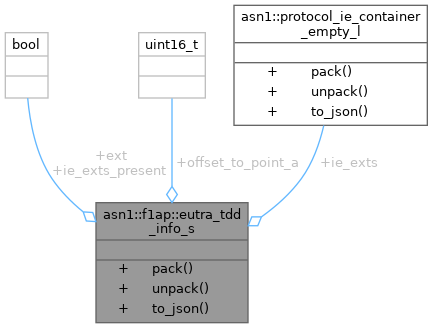 bool
uint16_t
asn1::protocol_ie_container
_empty_l
+ pack()
+ unpack()
+ to_json()
+ext
+ie_exts_present
+offset_to_point_a
+ie_exts
asn1::f1ap::eutra_tdd
_info_s
+ pack()
+ unpack()
+ to_json()